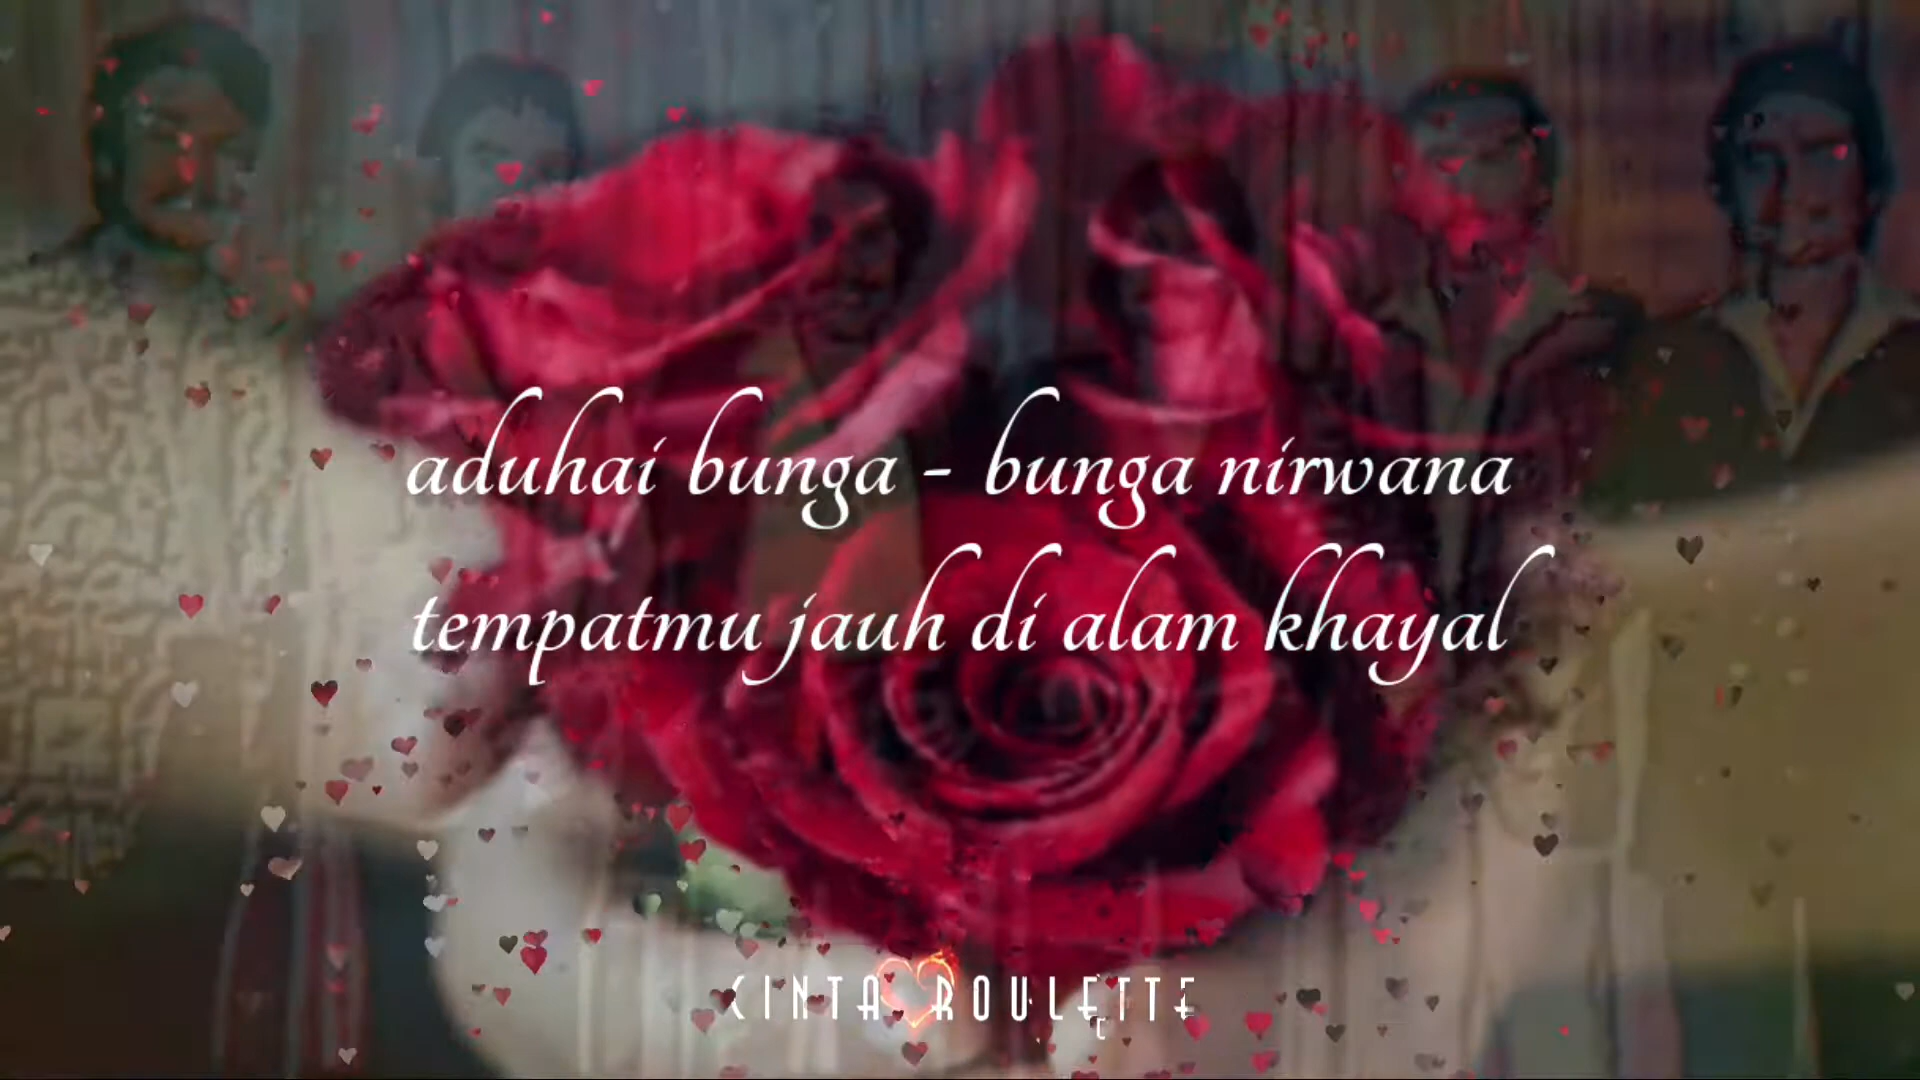 aduhai bunga - bunga nirwana
tempatmu jauh di alam khayal
CINTA ROULETTE